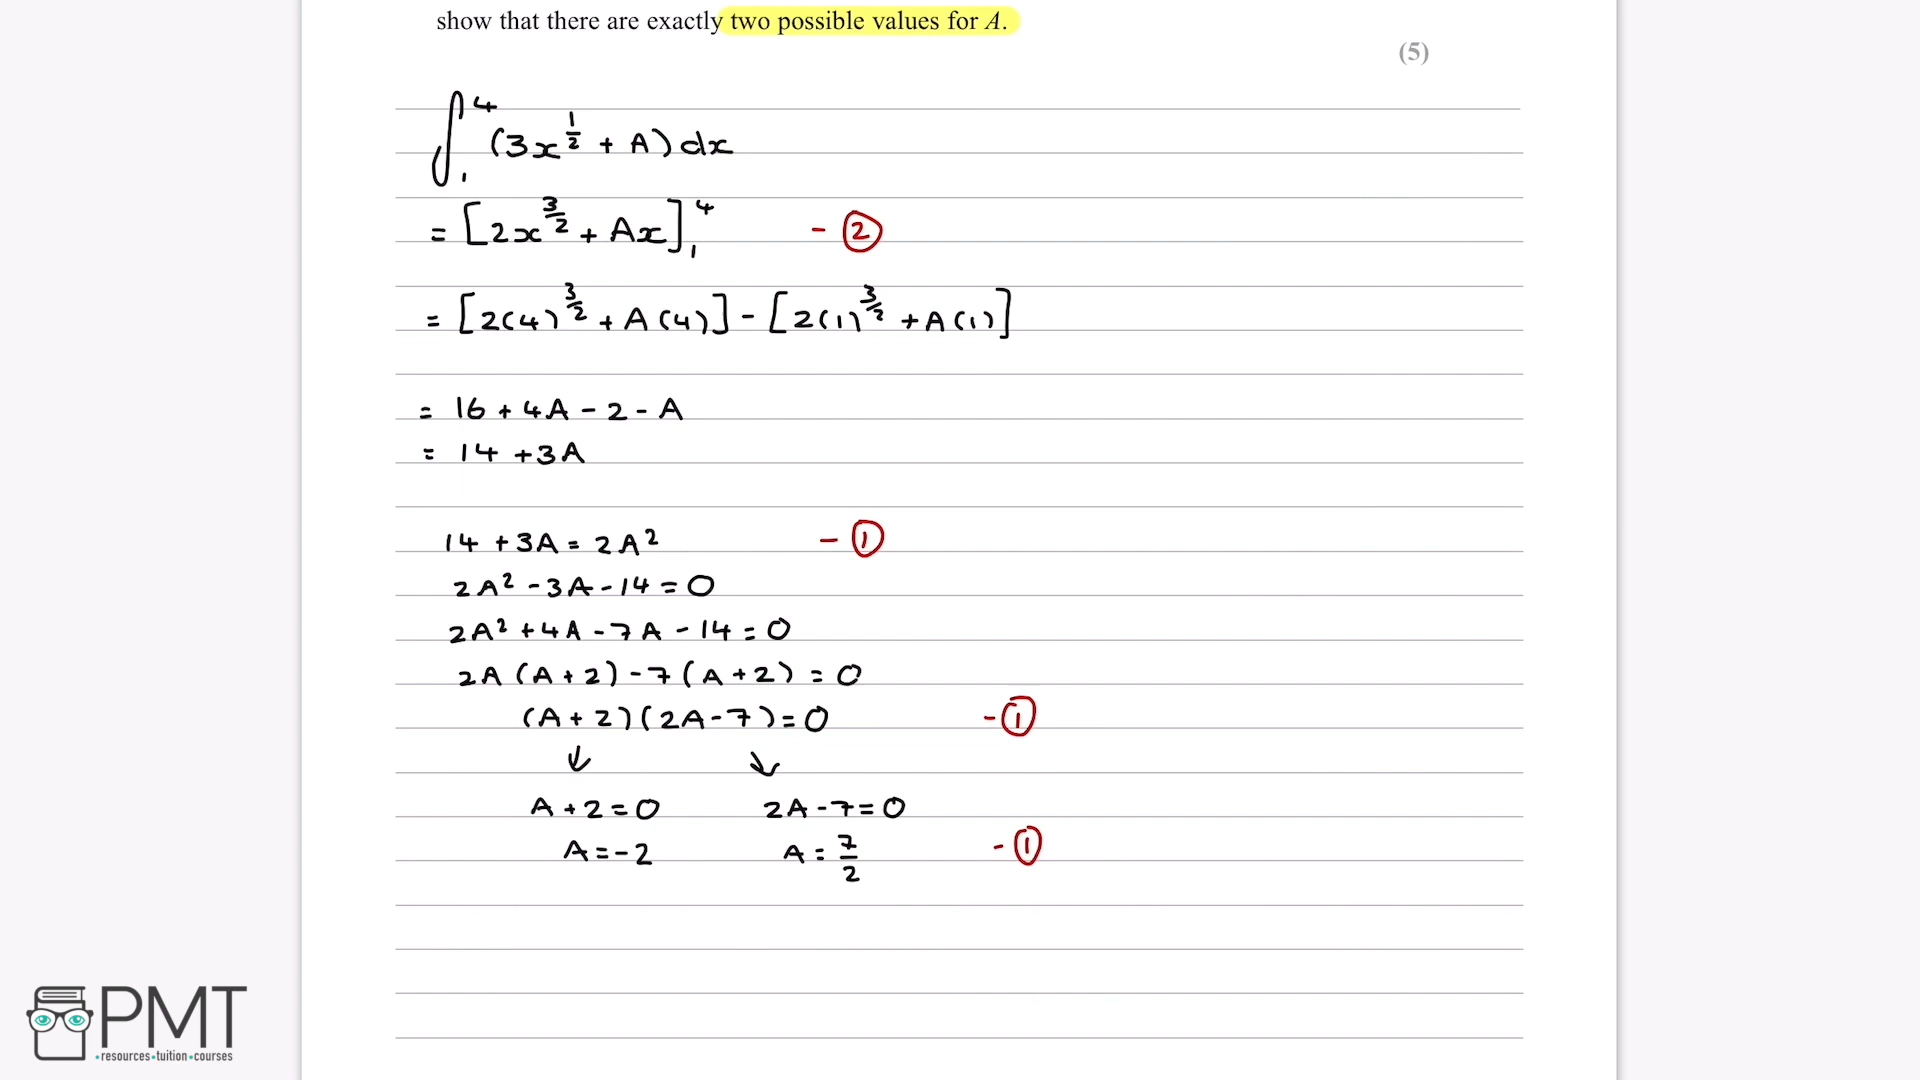 show that there are exactly two possible values for A.
(5)
∫₁⁴ (3x^{1/2} + A) dx
= [2x^{3/2} + Ax]₁⁴ - ②
= [2(4)^{3/2} + A(4)] - [2(1)^{3/2} + A(1)]
= 16 + 4A - 2 - A
= 14 + 3A
14 + 3A = 2A² - ①
2A² - 3A - 14 = 0
2A² + 4A - 7A - 14 = 0
2A (A + 2) - 7 (A + 2) = 0
(A + 2)(2A - 7) = 0 - ①
↓ ↘
A + 2 = 0 2A - 7 = 0
A = -2 A = 7/2 - ①
PMT
•resources•tuition•courses